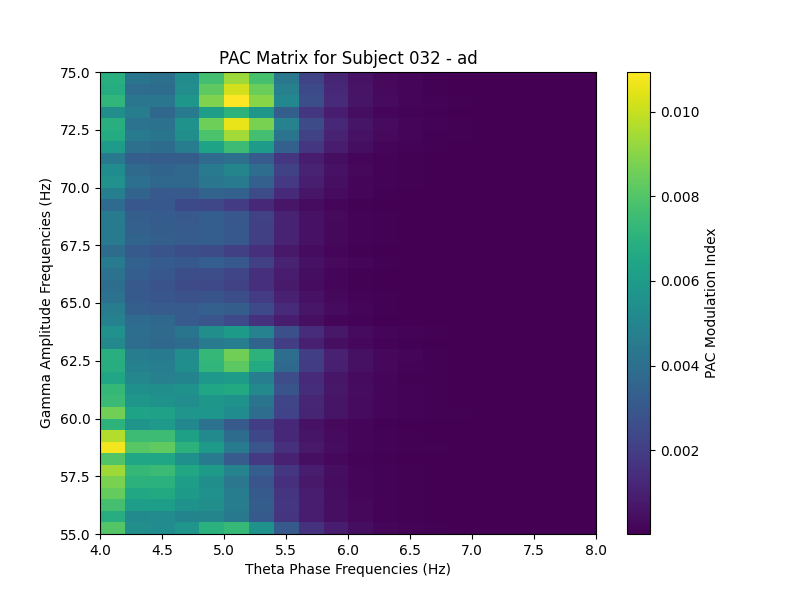 PAC Matrix for Subject 032 - ad
75.0
72.5
70.0
67.5
65.0
62.5
60.0
57.5
55.0
Gamma Amplitude Frequencies (Hz)
4.0 4.5 5.0 5.5 6.0 6.5 7.0 7.5 8.0
Theta Phase Frequencies (Hz)
0.010
0.008
0.006
0.004
0.002
PAC Modulation Index